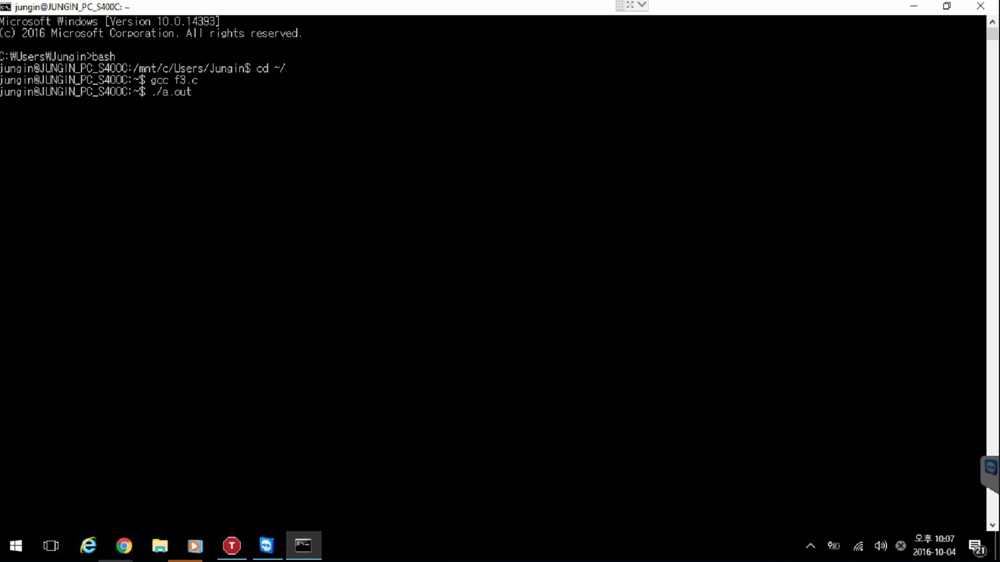 jungin@JUNGIN_PC_S400C: ~
Microsoft Windows [Version 10.0.14393]
(c) 2016 Microsoft Corporation. All rights reserved.
C:₩Users₩Jungin>bash
jungin@JUNGIN_PC_S400C:/mnt/c/Users/Jungin$ cd ~/
jungin@JUNGIN_PC_S400C:~$ gcc f3.c
jungin@JUNGIN_PC_S400C:~$ ./a.out
T
오후 10:07
2016-10-04
21